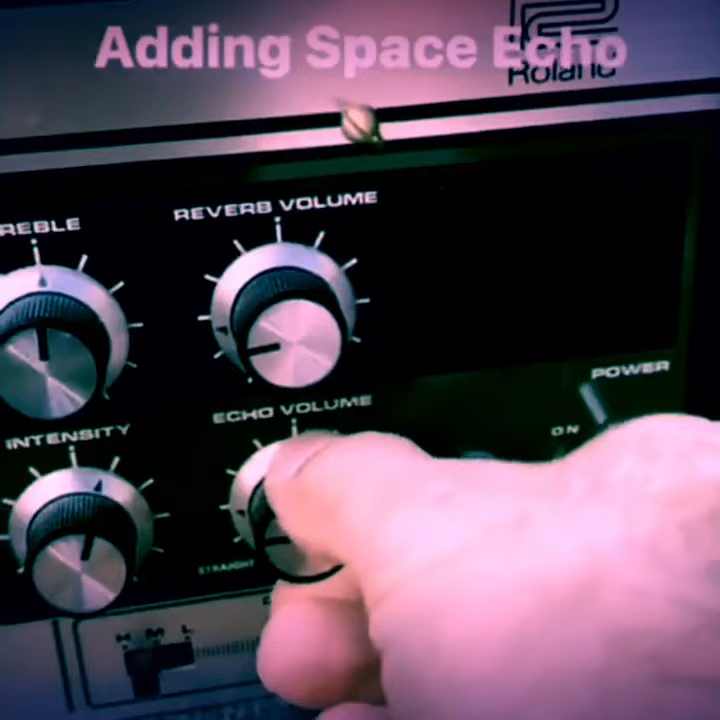 Adding Space Echo
Roland
REBLE
REVERB VOLUME
POWER
INTENSITY
ECHO VOLUME
ON
STRAIGHT
H M L